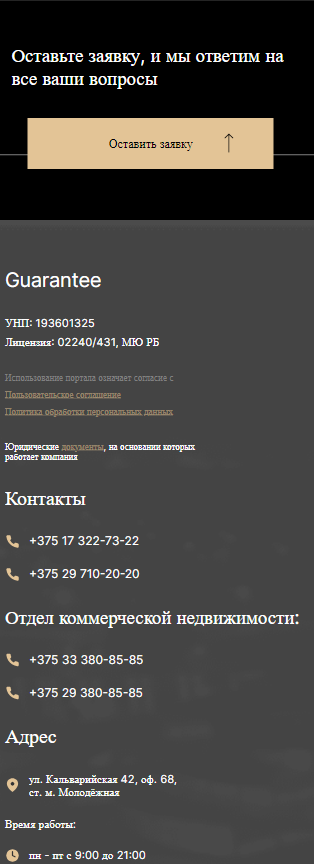 Оставьте заявку, и мы ответим на
все ваши вопросы
Оставить заявку
Guarantee
УНП: 193601325
Лицензия: 02240/431, МЮ РБ
Использование портала означает согласие с
Пользовательское соглашение
Политика обработки персональных данных
Юридические документы, на основании которых
работает компания
Контакты
+375 17 322-73-22
+375 29 710-20-20
Отдел коммерческой недвижимости:
+375 33 380-85-85
+375 29 380-85-85
Адрес
ул. Кальварийская 42, оф. 68,
ст. м. Молодёжная
Время работы:
пн - пт с 9:00 до 21:00